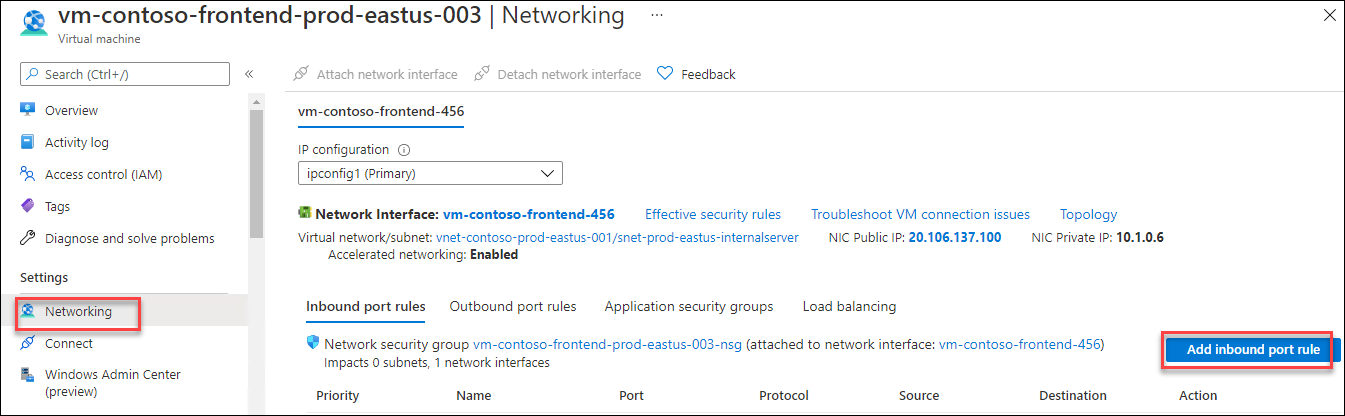 vm-contoso-frontend-prod-eastus-003 | Networking ...
Virtual machine
Search (Ctrl+/)
«
Attach network interface
Detach network interface
Feedback
Overview
Activity log
Access control (IAM)
Tags
Diagnose and solve problems
Settings
Networking
Connect
Windows Admin Center
(preview)
vm-contoso-frontend-456
IP configuration
ipconfig1 (Primary)
Network Interface: vm-contoso-frontend-456 Effective security rules Troubleshoot VM connection issues Topology
Virtual network/subnet: vnet-contoso-prod-eastus-001/snet-prod-eastus-internalserver NIC Public IP: 20.106.137.100 NIC Private IP: 10.1.0.6
Accelerated networking: Enabled
Inbound port rules Outbound port rules Application security groups Load balancing
Network security group vm-contoso-frontend-prod-eastus-003-nsg (attached to network interface: vm-contoso-frontend-456)
Impacts 0 subnets, 1 network interfaces
Add inbound port rule
Priority Name Port Protocol Source Destination Action